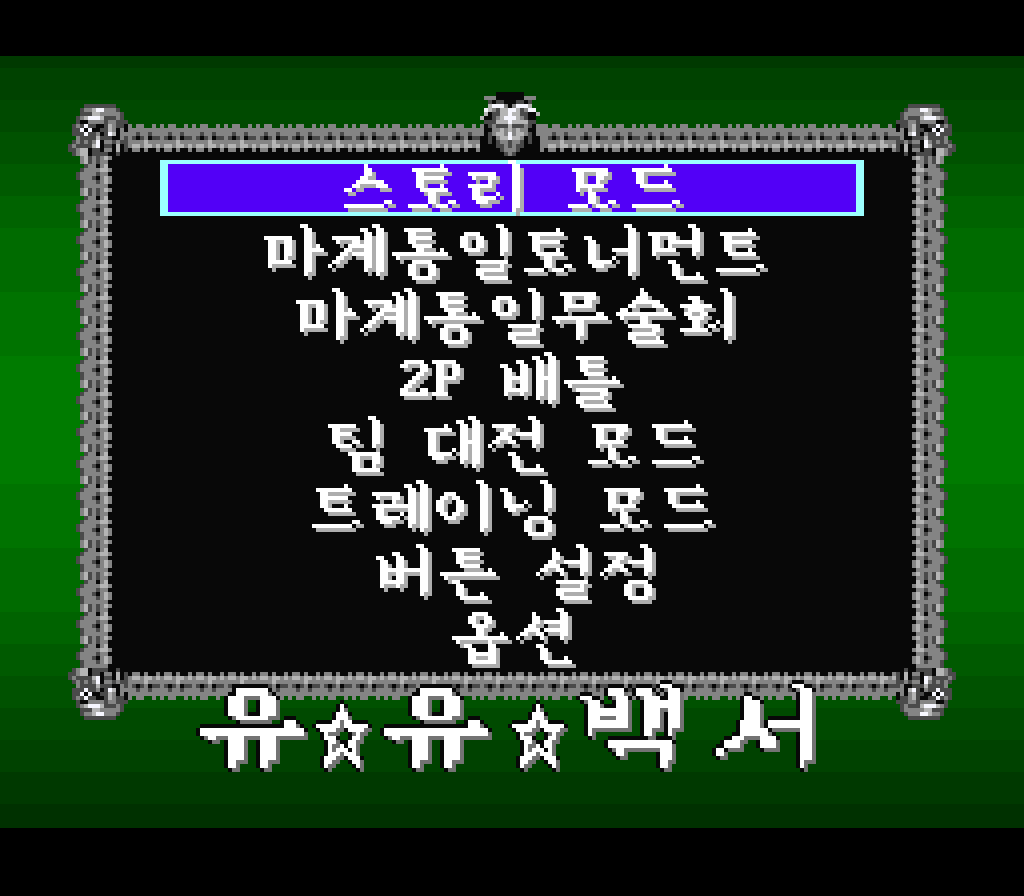 스토리 모드
마계통일토너먼트
마계통일무술회
2P 배틀
팀 대전 모드
트레이닝 모드
버튼 설정
옵션
유☆유☆백서